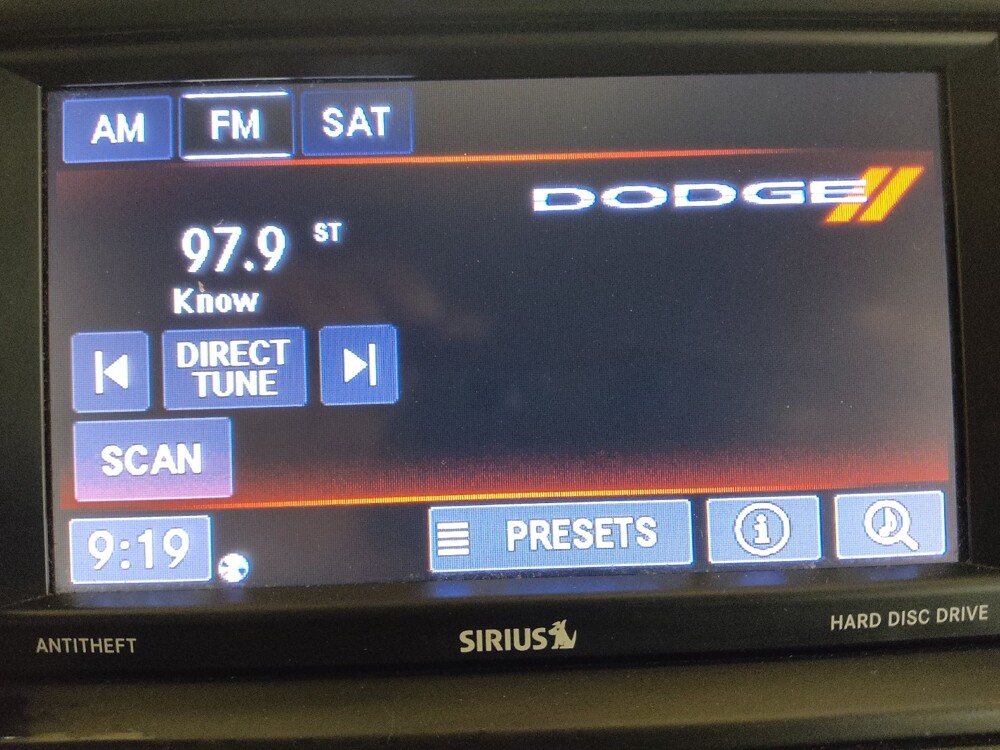 AM FM SAT
DODGE
97.9 ST
Know
DIRECT
TUNE
SCAN
9:19
PRESETS
i
ANTITHEFT
SIRIUS
HARD DISC DRIVE